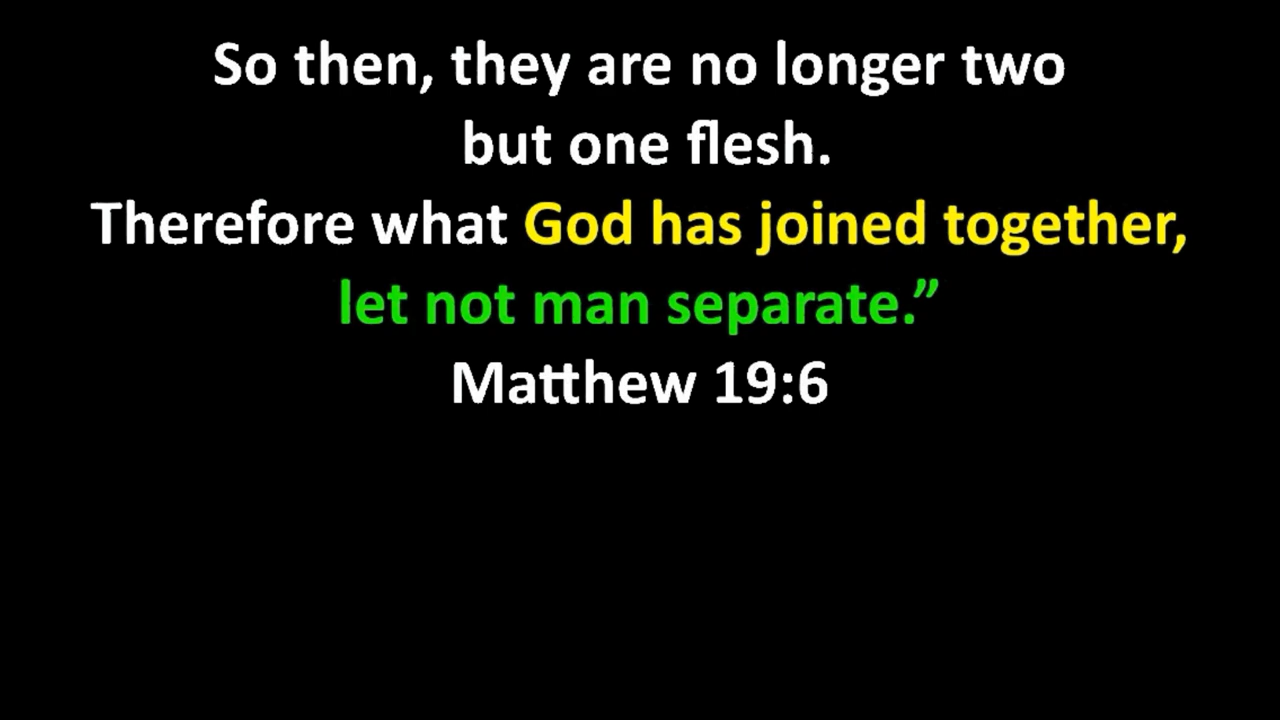 So then, they are no longer two
but one flesh.
Therefore what God has joined together,
let not man separate.”
Matthew 19:6